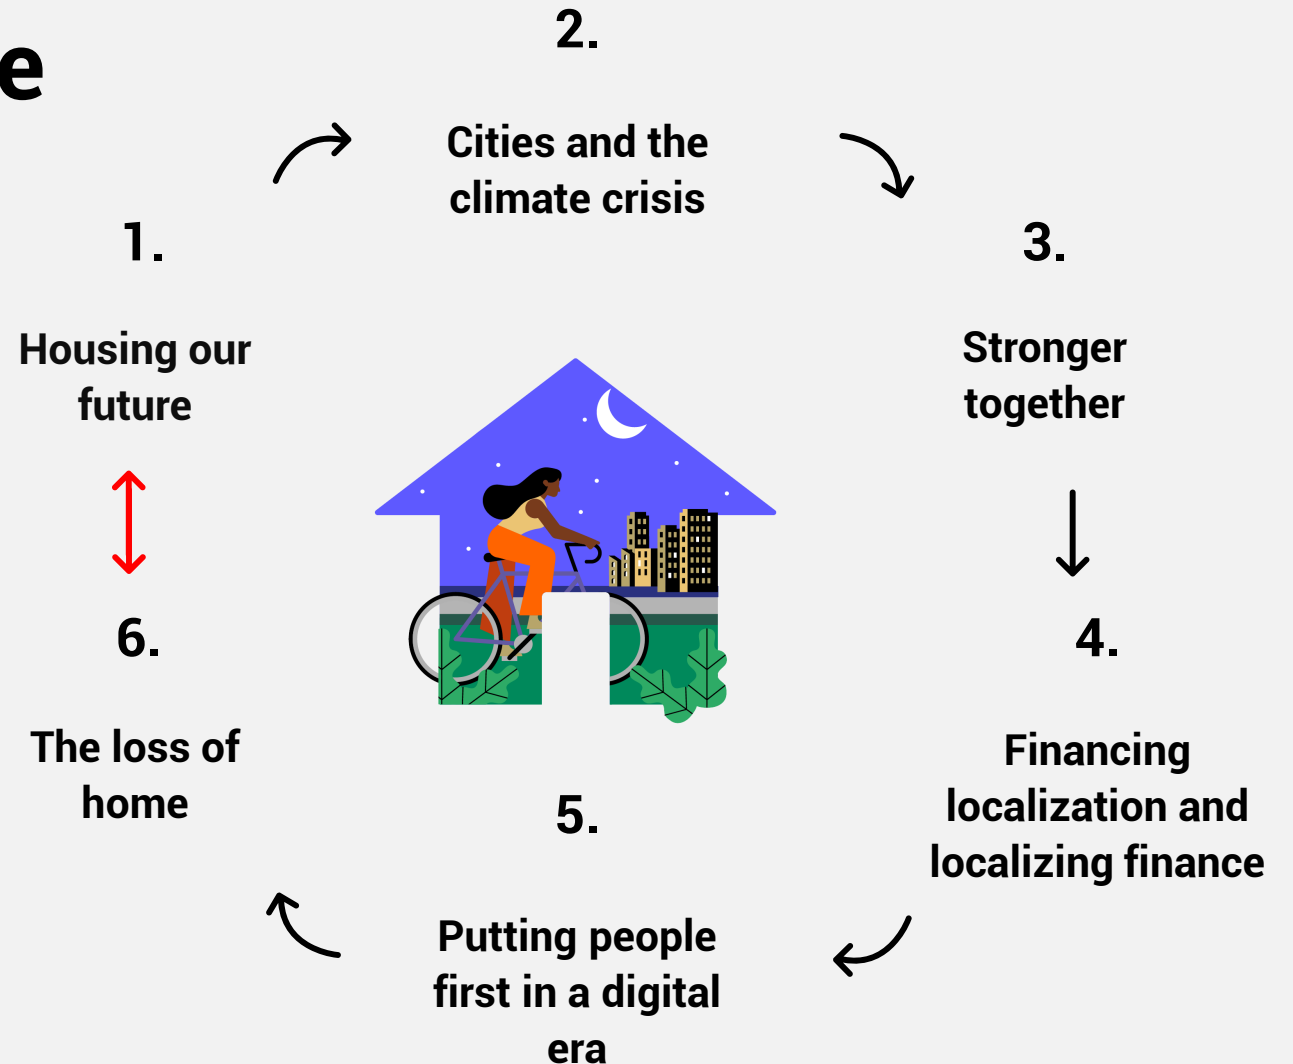 e
2.
Cities and the
climate crisis
1.
3.
Housing our
future
Stronger
together
6.
4.
The loss of
home
Financing
localization and
localizing finance
5.
Putting people
first in a digital
era